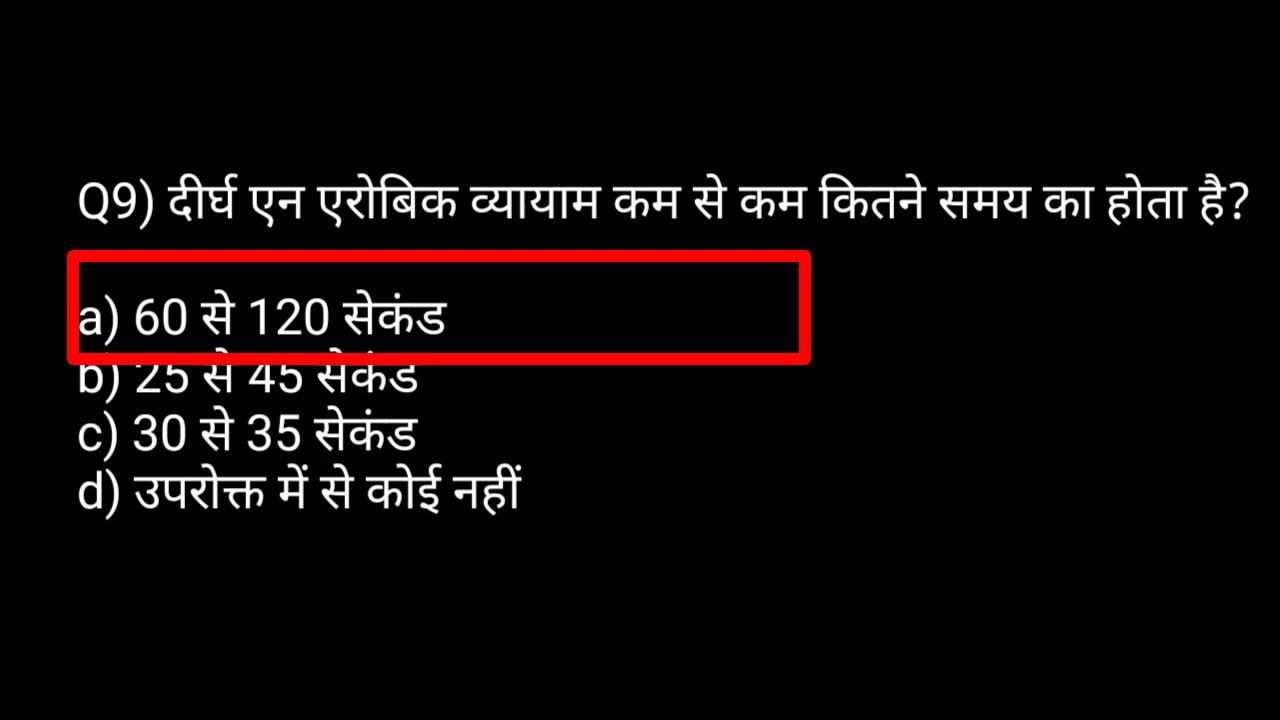 Q9) दीर्घ एन एरोबिक व्यायाम कम से कम कितने समय का होता है?
a) 60 से 120 सेकंड
b) 25 से 45 सेकंड
c) 30 से 35 सेकंड
d) उपरोक्त में से कोई नहीं